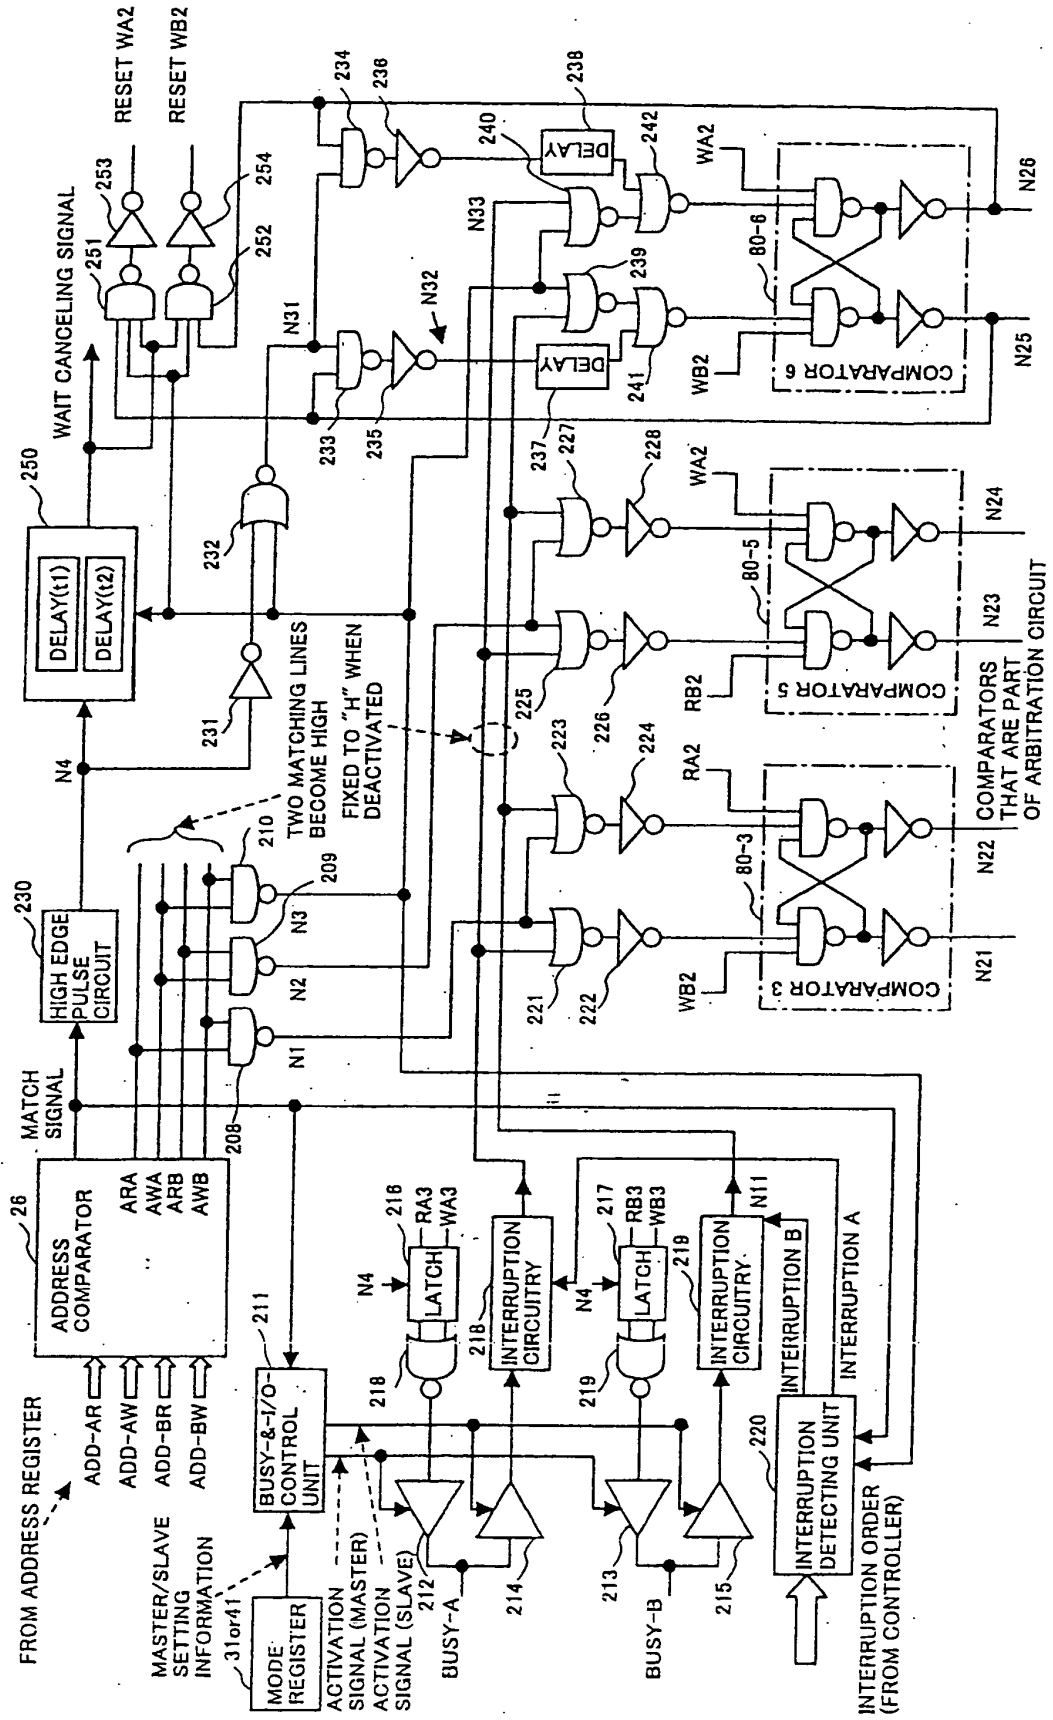 FROM ADDRESS REGISTER
ADD-AR
ADD-AW
ADD-BR
ADD-BW
26
ADDRESS
COMPARATOR
ARA
AWA
ARB
AWB
MATCH
SIGNAL
230
HIGH EDGE
PULSE
CIRCUIT
N4
250
DELAY(t1)
DELAY(t2)
WAIT CANCELING SIGNAL
251
253
RESET WA2
RESET WB2
254
252
208
N1
N2
209
N3
210
TWO MATCHING LINES
BECOME HIGH
FIXED TO "H" WHEN
DEACTIVATED
231
232
N31
233
235
N32
234
236
MASTER/SLAVE
SETTING
INFORMATION
31or41
MODE
REGISTER
211
BUSY-&-I/O-
CONTROL
UNIT
ACTIVATION
SIGNAL (MASTER)
ACTIVATION
SIGNAL (SLAVE)
N4
216
LATCH
RA3
WA3
218
212
BUSY-A
214
218
INTERRUPTION
CIRCUITRY
N4
217
LATCH
RB3
WB3
219
213
BUSY-B
215
219
INTERRUPTION
CIRCUITRY
N11
INTERRUPTION B
INTERRUPTION A
220
INTERRUPTION
DETECTING UNIT
INTERRUPTION ORDER
(FROM CONTROLLER)
221
222
223
224
225
226
227
228
N33
237
DELAY
239
241
240
238
DELAY
242
WB2
RA2
80-3
COMPARATOR 3
N21
N22
RB2
WA2
80-5
COMPARATOR 5
N23
N24
WB2
WA2
80-6
COMPARATOR 6
N25
N26
COMPARATORS
THAT ARE PART
OF ARBITRATION CIRCUIT